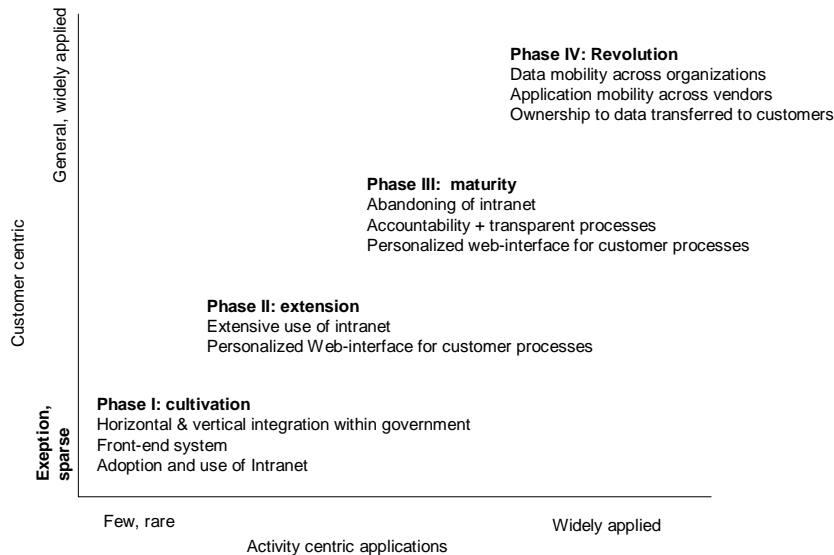 General, widely applied
Customer centric
Exeption,
sparse
Phase IV: Revolution
Data mobility across organizations
Application mobility across vendors
Ownership to data transferred to customers
Phase III:  maturity
Abandoning of intranet
Accountability + transparent processes
Personalized web-interface for customer processes
Phase II: extension
Extensive use of intranet
Personalized Web-interface for customer processes
Phase I: cultivation
Horizontal & vertical integration within government
Front-end system
Adoption and use of Intranet
Few, rare
Widely applied
Activity centric applications